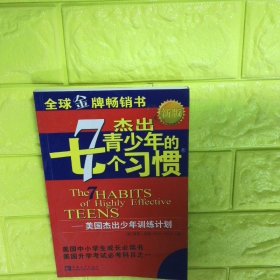 全球金牌畅销书
新版
杰出
青少年的
七7个习惯
The 7 HABITS
of Highly Effective
TEENS
——美国杰出少年训练计划
美国中小学生成长必读书
美国升学考试必考科目之一